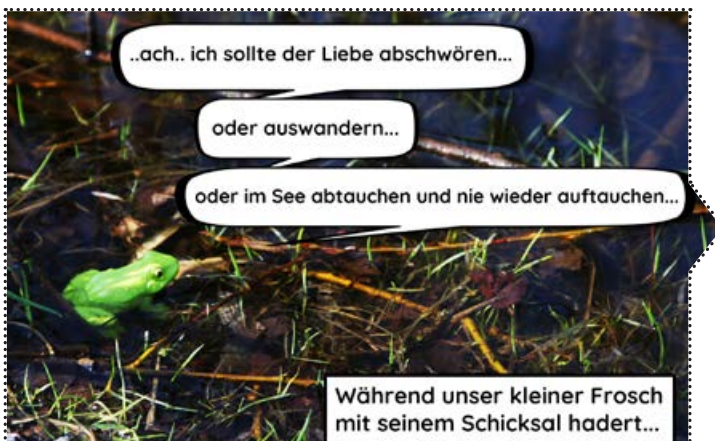 ..ach.. ich sollte der Liebe abschwören...
oder auswandern...
oder im See abtauchen und nie wieder auftauchen...
Während unser kleiner Frosch
mit seinem Schicksal hadert...